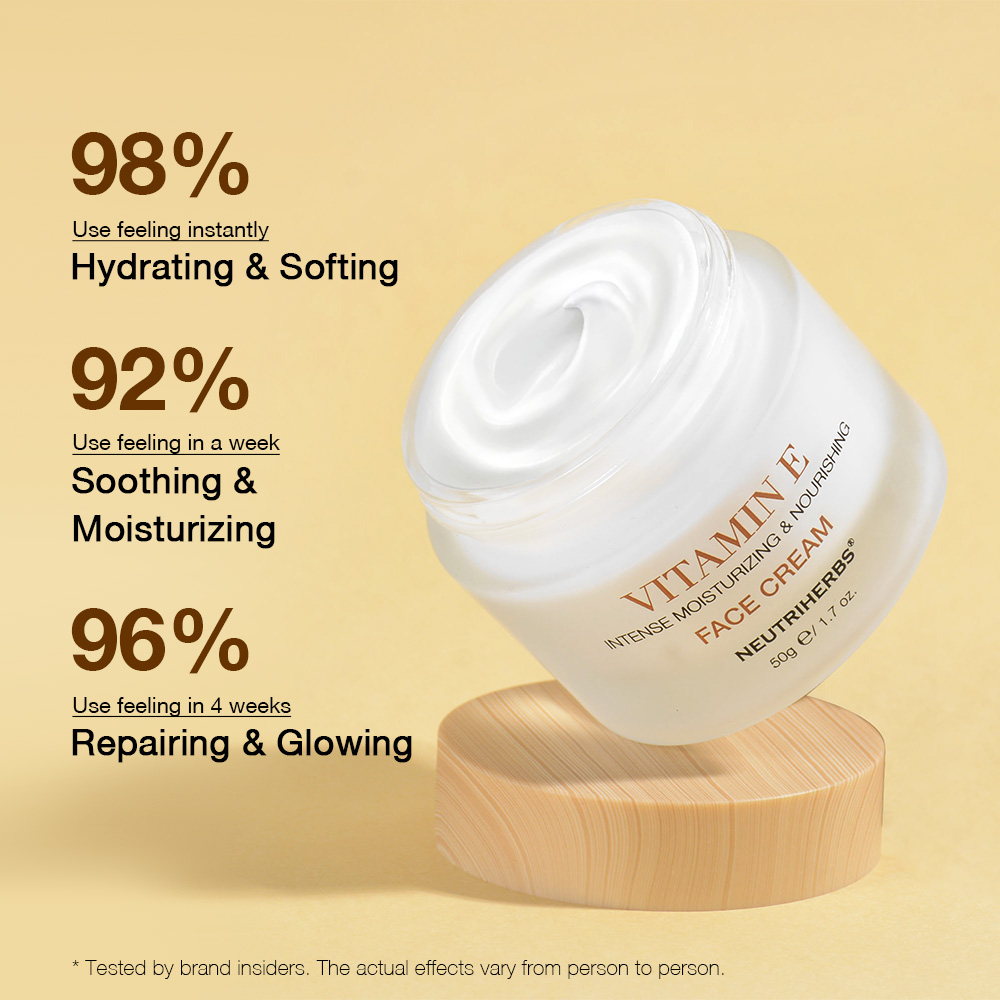 98%
Use feeling instantly
Hydrating & Softing
92%
Use feeling in a week
Soothing &
Moisturizing
96%
Use feeling in 4 weeks
Repairing & Glowing
VITAMIN E
INTENSE MOISTURIZING & NOURISHING
FACE CREAM
NEUTRIHERBS®
50g ℮/ 1.7 oz.
* Tested by brand insiders. The actual effects vary from person to person.